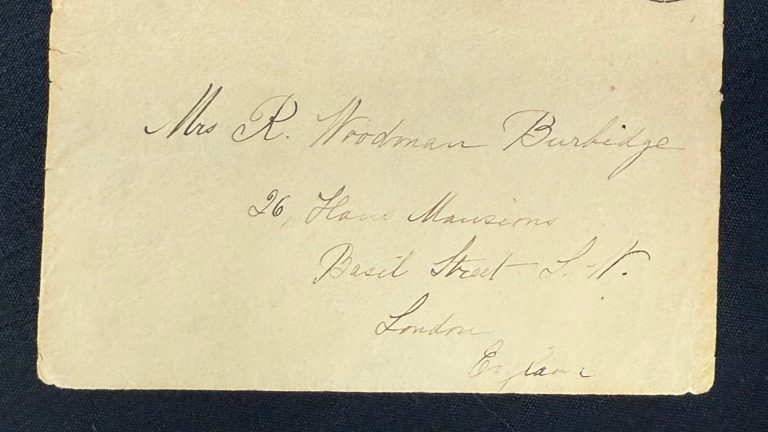 Mrs R. Woodman Burbidge
26, Hans Mansions
Basil Street S.W.
London
England